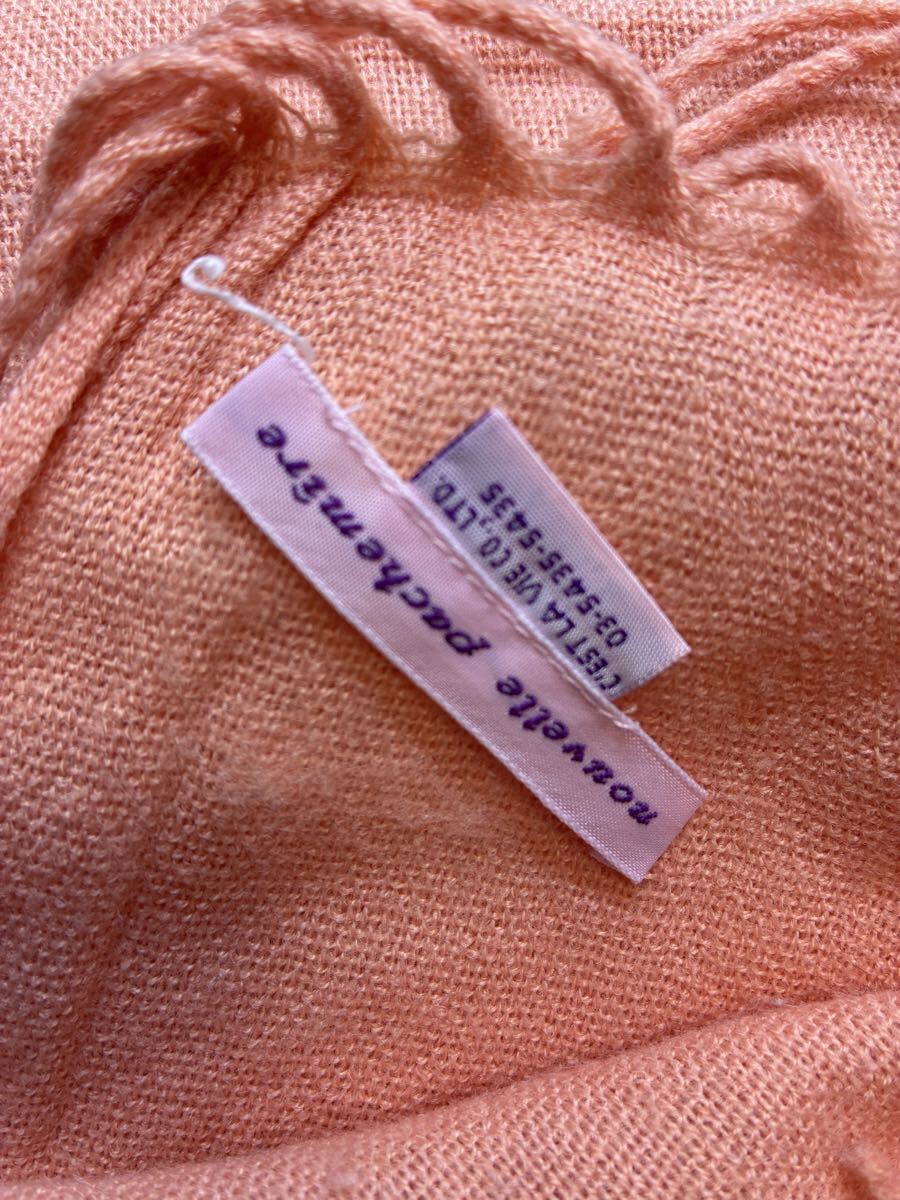 nouvelle pachemire
C'EST LA VIE CO., LTD.
03-5435-5435